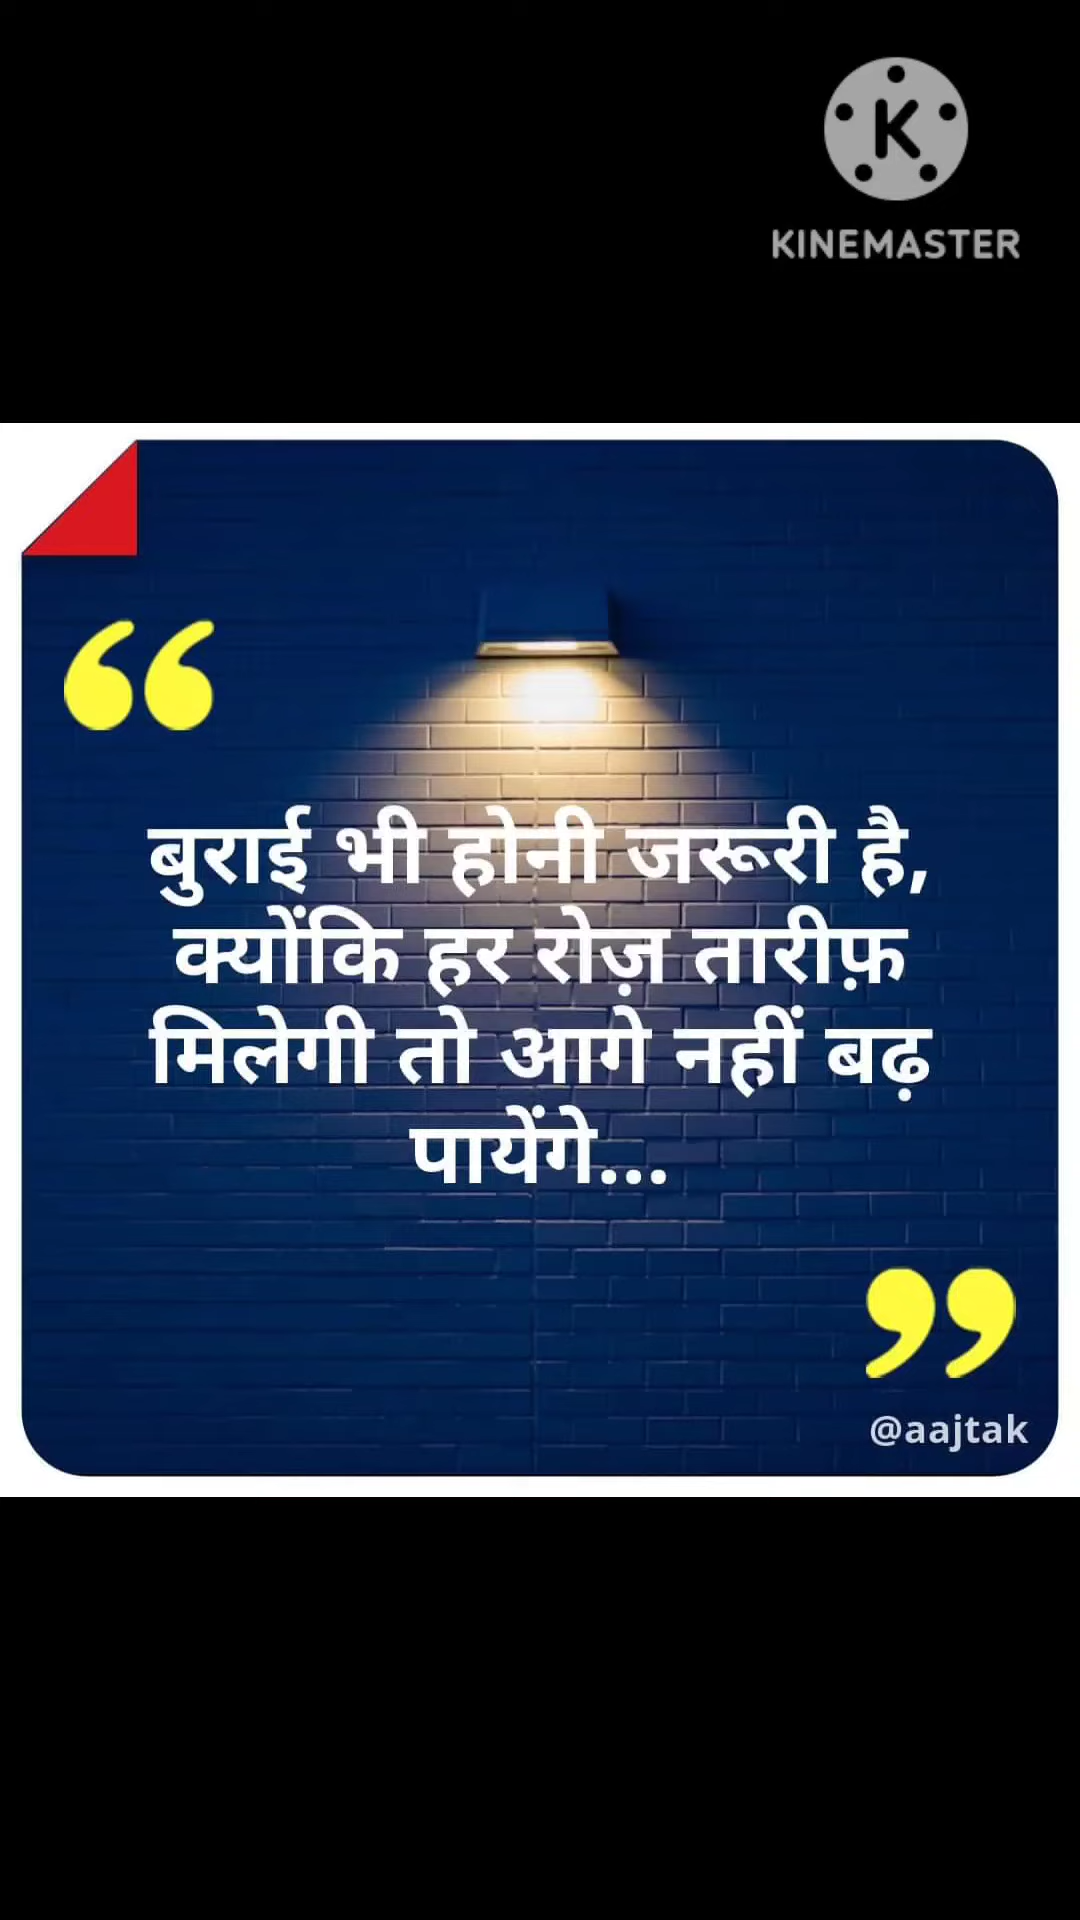 KINEMASTER
बुराई भी होनी जरूरी है,
क्योंकि हर रोज़ तारीफ़
मिलेगी तो आगे नहीं बढ़
पायेंगे...
@aajtak